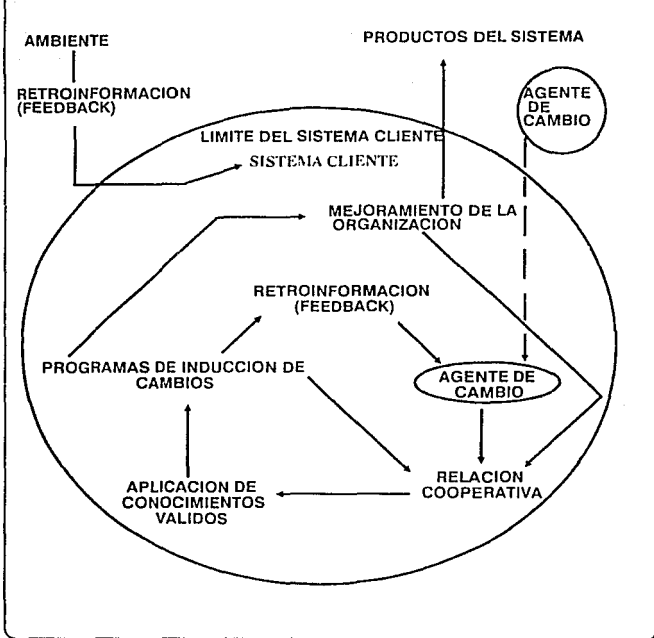 AMBIENTE
PRODUCTOS DEL SISTEMA
RETROINFORMACION
(FEEDBACK)
AGENTE
DE
CAMBIO
LIMITE DEL SISTEMA CLIENTE
SISTEMA CLIENTE
MEJORAMIENTO DE LA
ORGANIZACION
RETROINFORMACION
(FEEDBACK)
PROGRAMAS DE INDUCCION DE
CAMBIOS
AGENTE DE
CAMBIO
APLICACION DE
CONOCIMIENTOS
VALIDOS
RELACION
COOPERATIVA